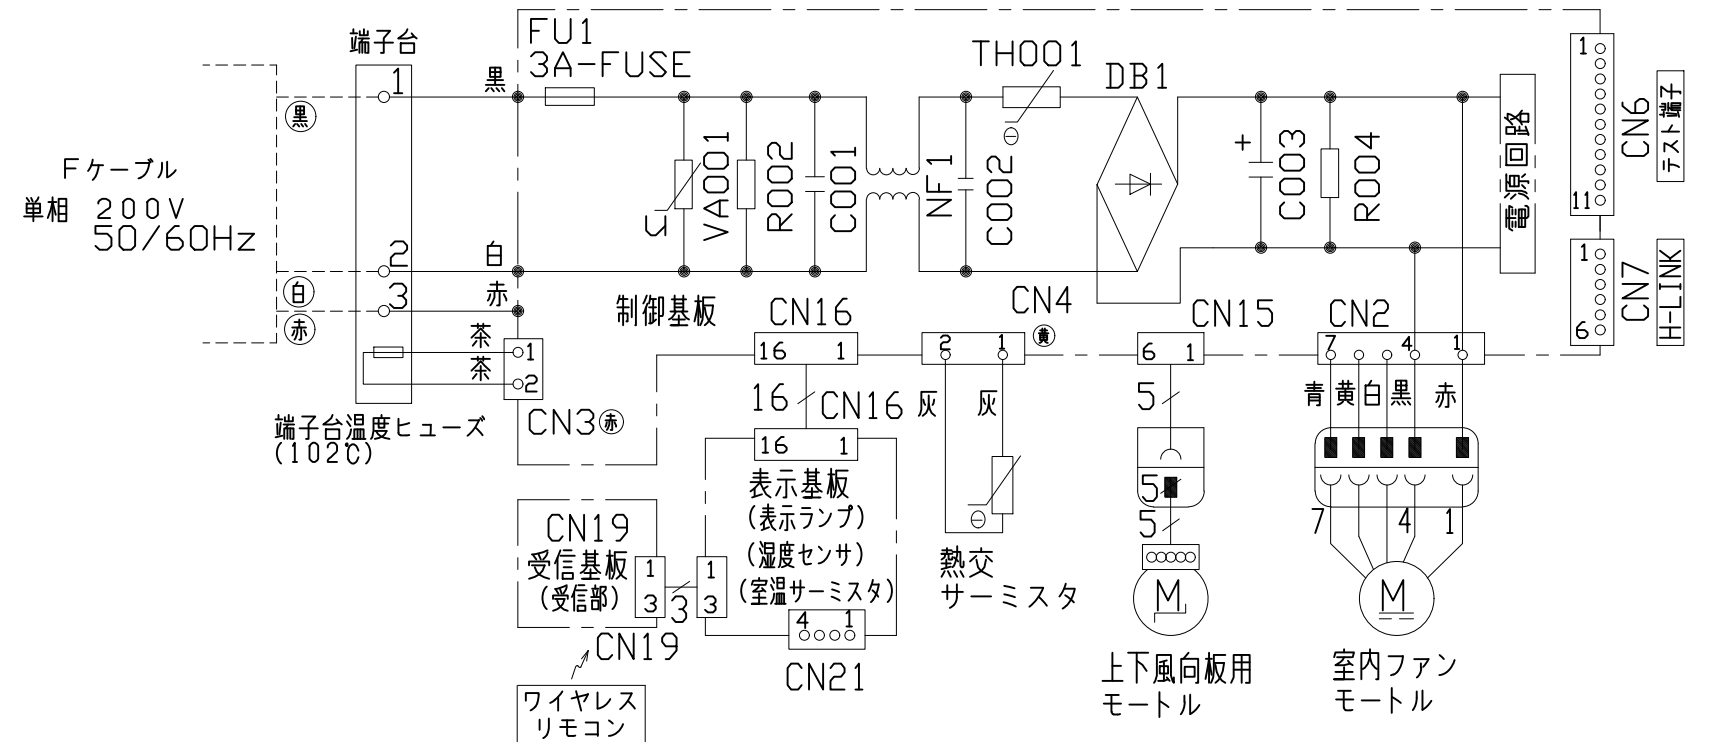 端子台
FU1
3A-FUSE
TH001
DB1
1
黒
黒
Fケーブル
単相 200V
50/60Hz
2
白
白
3
赤
赤
VA001
R002
C001
NF1
C002
+
C003
R004
電源回路
1
11
CN6
テスト端子
1
6
CN7
H-LINK
茶
茶
1
2
CN3 赤
端子台温度ヒューズ
(102℃)
制御基板
CN16
16 1
16
CN16
16 1
表示基板
(表示ランプ)
(湿度センサ)
(室温サーミスタ)
4 1
CN21
CN19
受信基板
(受信部)
1
3
3
1
3
CN19
ワイヤレス
リモコン
CN4 黄
2 1
灰 灰
熱交
サーミスタ
CN15
6 1
5
5
5
M
上下風向板用
モートル
CN2
7 4 1
青 黄 白 黒 赤
7 4 1
M
室内ファン
モートル